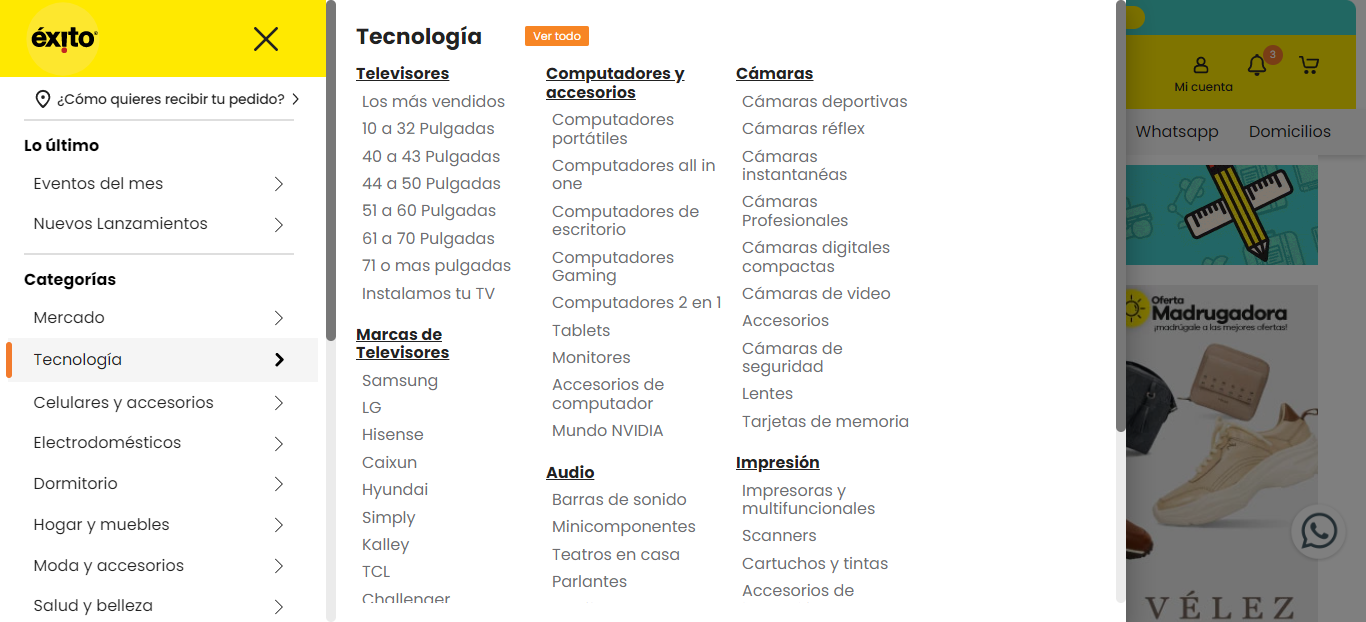 éxito
¿Cómo quieres recibir tu pedido?
Lo último
Eventos del mes
Nuevos Lanzamientos
Categorías
Mercado
Tecnología
Celulares y accesorios
Electrodomésticos
Dormitorio
Hogar y muebles
Moda y accesorios
Salud y belleza
Tecnología
Ver todo
Televisores
Los más vendidos
10 a 32 Pulgadas
40 a 43 Pulgadas
44 a 50 Pulgadas
51 a 60 Pulgadas
61 a 70 Pulgadas
71 o mas pulgadas
Instalamos tu TV
Marcas de
Televisores
Samsung
LG
Hisense
Caixun
Hyundai
Simply
Kalley
TCL
Challenger
Computadores y
accesorios
Computadores
portátiles
Computadores all in
one
Computadores de
escritorio
Computadores
Gaming
Computadores 2 en 1
Tablets
Monitores
Accesorios de
computador
Mundo NVIDIA
Audio
Barras de sonido
Minicomponentes
Teatros en casa
Parlantes
Cámaras
Cámaras deportivas
Cámaras réflex
Cámaras
instantanéas
Cámaras
Profesionales
Cámaras digitales
compactas
Cámaras de video
Accesorios
Cámaras de
seguridad
Lentes
Tarjetas de memoria
Impresión
Impresoras y
multifuncionales
Scanners
Cartuchos y tintas
Accesorios de
3
Mi cuenta
Whatsapp
Domicilios
Oferta
Madrugadora
¡madrúgale a las mejores ofertas!
VÉLEZ